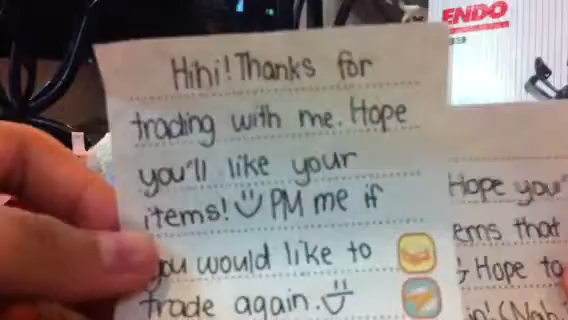 Hihi! Thanks for
trading with me. Hope
you'll like your
items! Ü PM me if
you would like to
trade again. Ü
ENDO
Hope you'
ems that
Hope to